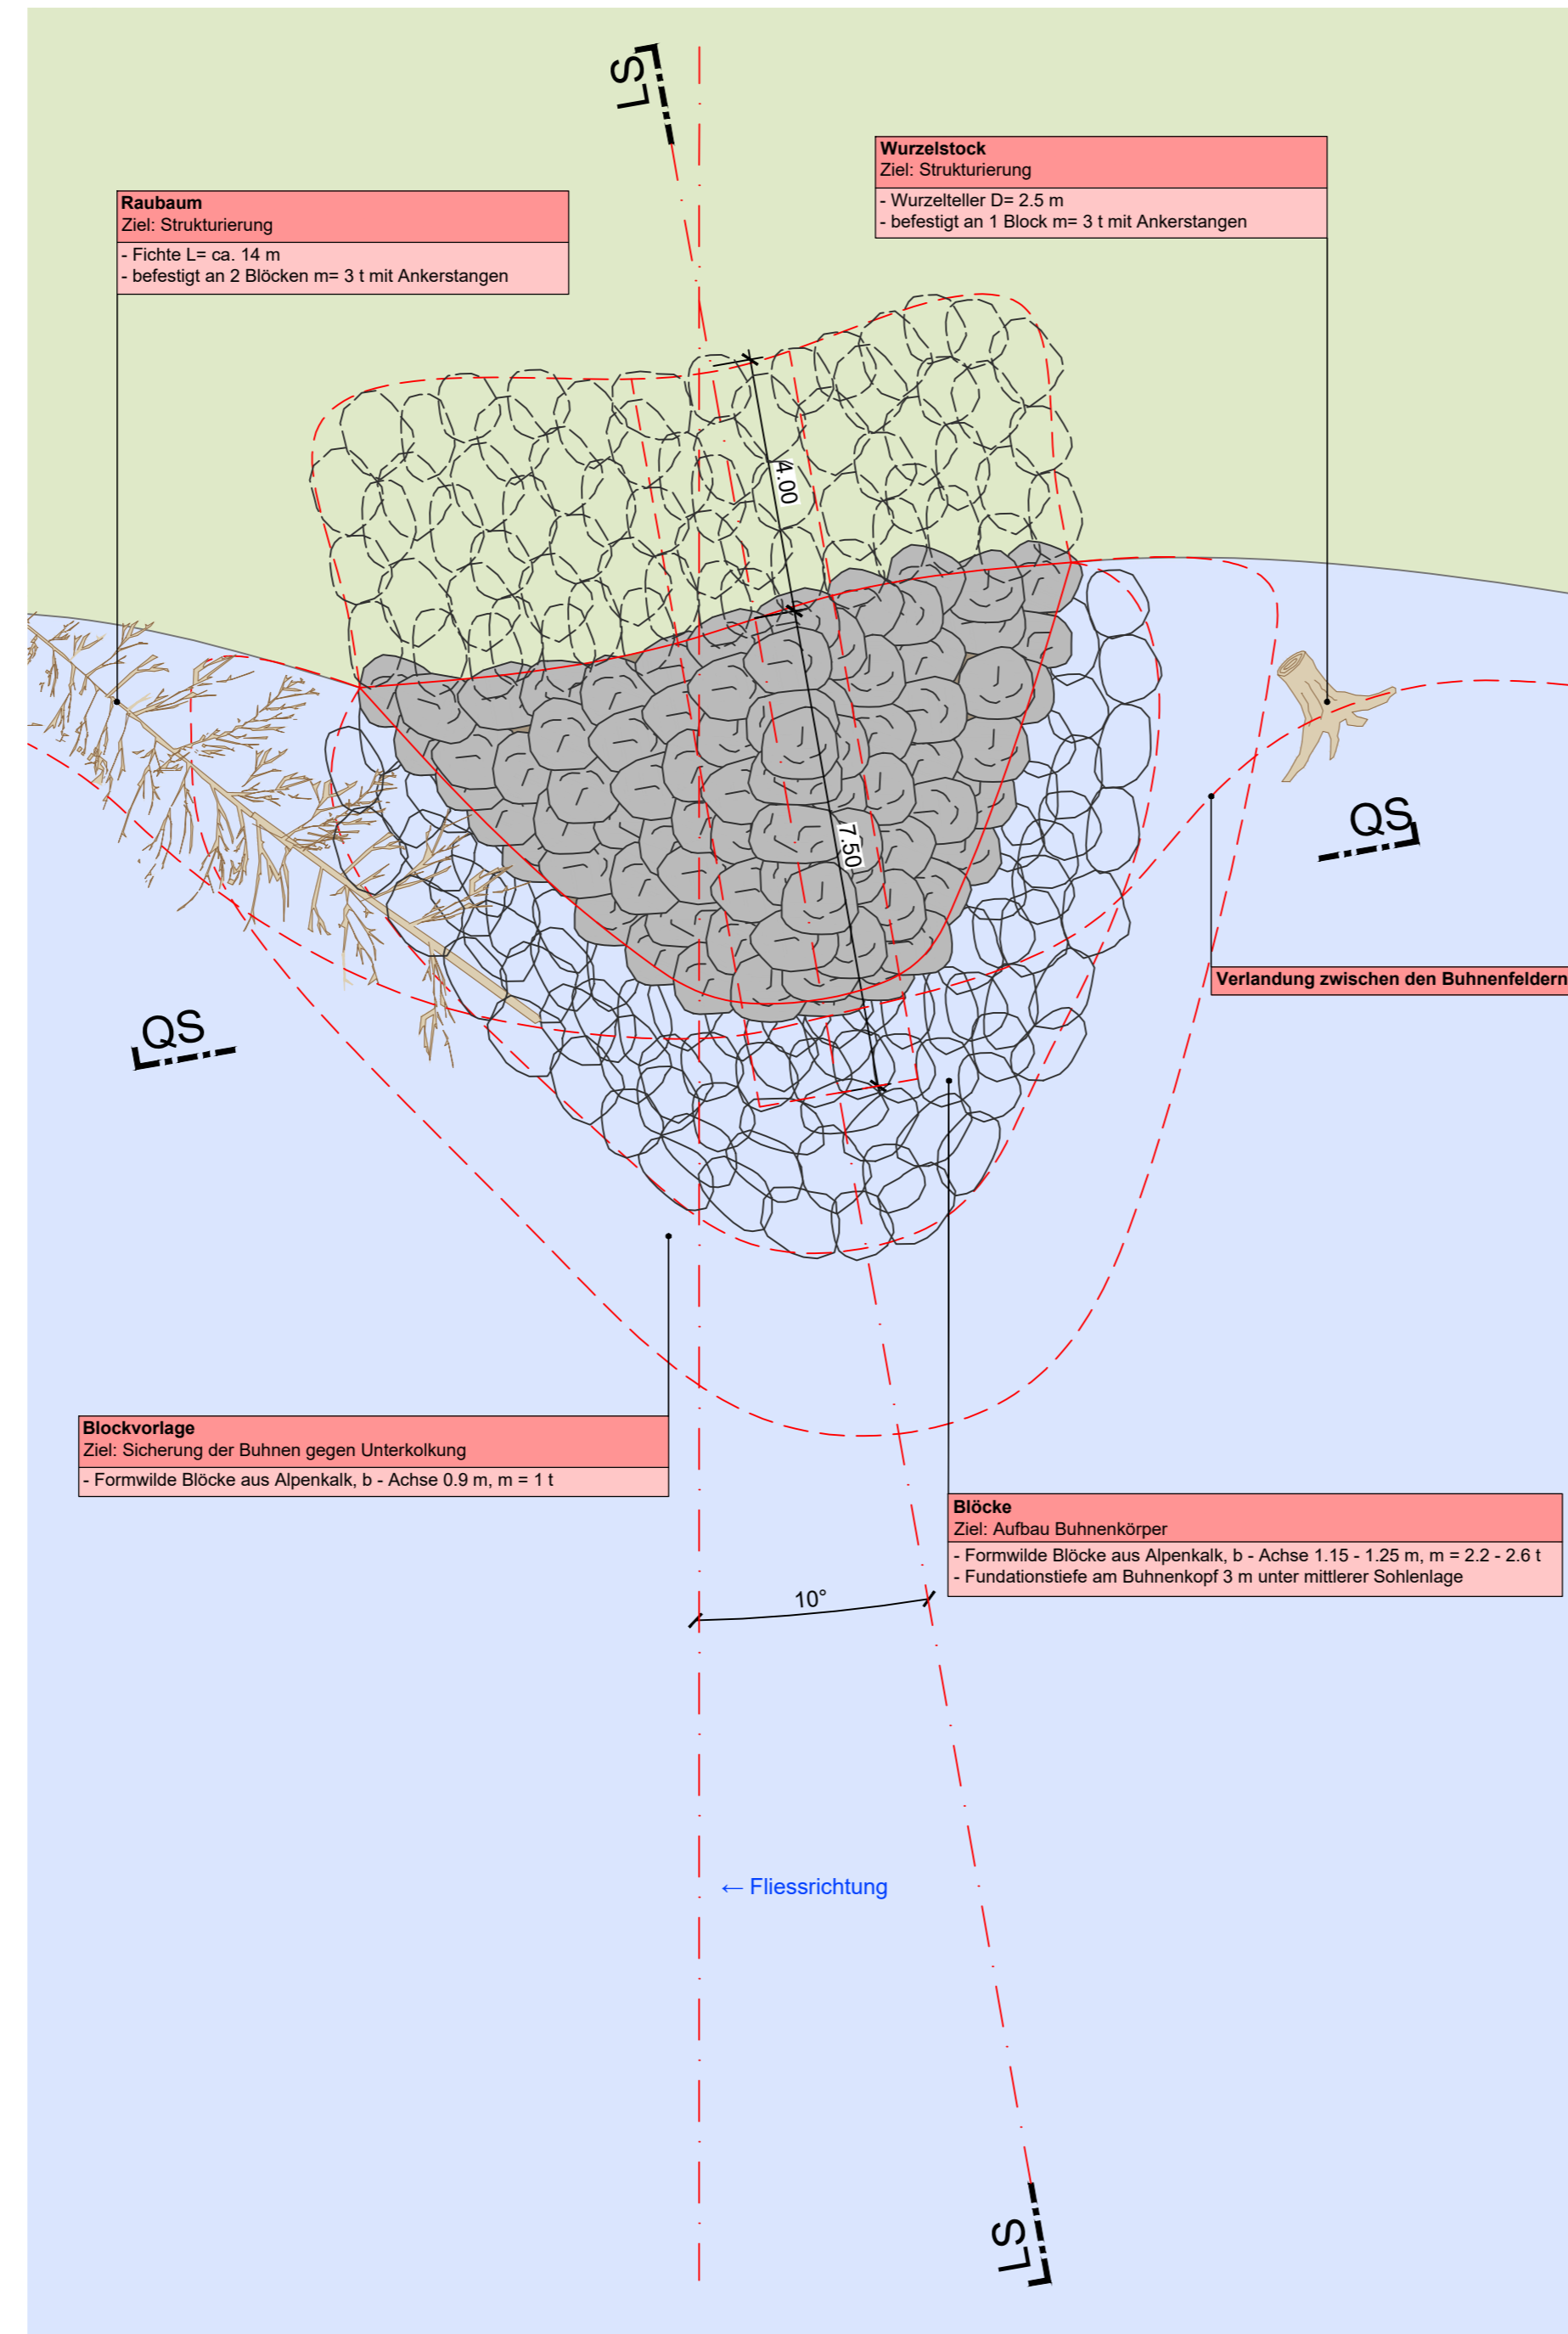 LS
Wurzelstock
Ziel: Strukturierung
- Wurzelteller D= 2.5 m
- befestigt an 1 Block m= 3 t mit Ankerstangen
Raubaum
Ziel: Strukturierung
- Fichte L= ca. 14 m
- befestigt an 2 Blöcken m= 3 t mit Ankerstangen
4.00
7.50
QS
Verlandung zwischen den Buhnenfeldern
QS
Blockvorlage
Ziel: Sicherung der Buhnen gegen Unterkolkung
- Formwilde Blöcke aus Alpenkalk, b - Achse 0.9 m, m = 1 t
Blöcke
Ziel: Aufbau Buhnenkörper
- Formwilde Blöcke aus Alpenkalk, b - Achse 1.15 - 1.25 m, m = 2.2 - 2.6 t
- Fundationstiefe am Buhnenkopf 3 m unter mittlerer Sohlenlage
10°
← Fliessrichtung
LS